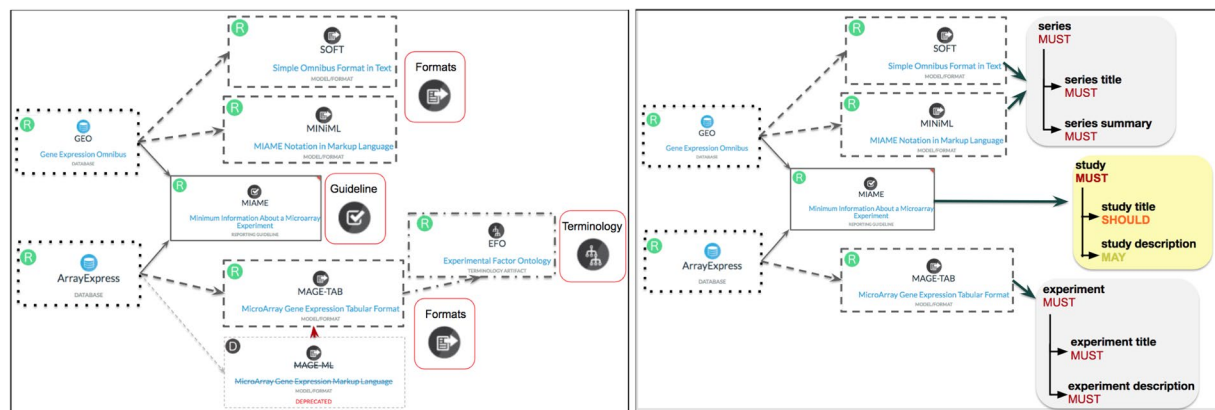 R
SOFT
Simple Omnibus Format in Text
MODEL/FORMAT
Formats
R
MINiML
MIAME Notation in Markup Language
MODEL/FORMAT
R
GEO
Gene Expression Omnibus
DATABASE
R
MIAME
Minimum Information About a Microarray
Experiment
REPORTING GUIDELINE
Guideline
R
EFO
Experimental Factor Ontology
TERMINOLOGY ARTIFACT
Terminology
R
ArrayExpress
DATABASE
R
MAGE-TAB
MicroArray Gene Expression Tabular Format
MODEL/FORMAT
Formats
D
MAGE-ML
MicroArray Gene Expression Markup Language
MODEL/FORMAT
DEPRECATED
R
SOFT
Simple Omnibus Format in Text
MODEL/FORMAT
R
MINiML
MIAME Notation in Markup Language
MODEL/FORMAT
R
GEO
Gene Expression Omnibus
DATABASE
R
MIAME
Minimum Information About a Microarray
Experiment
REPORTING GUIDELINE
R
ArrayExpress
DATABASE
R
MAGE-TAB
MicroArray Gene Expression Tabular Format
MODEL/FORMAT
series
MUST
series title
MUST
series summary
MUST
study
MUST
study title
SHOULD
study description
MAY
experiment
MUST
experiment title
MUST
experiment description
MUST